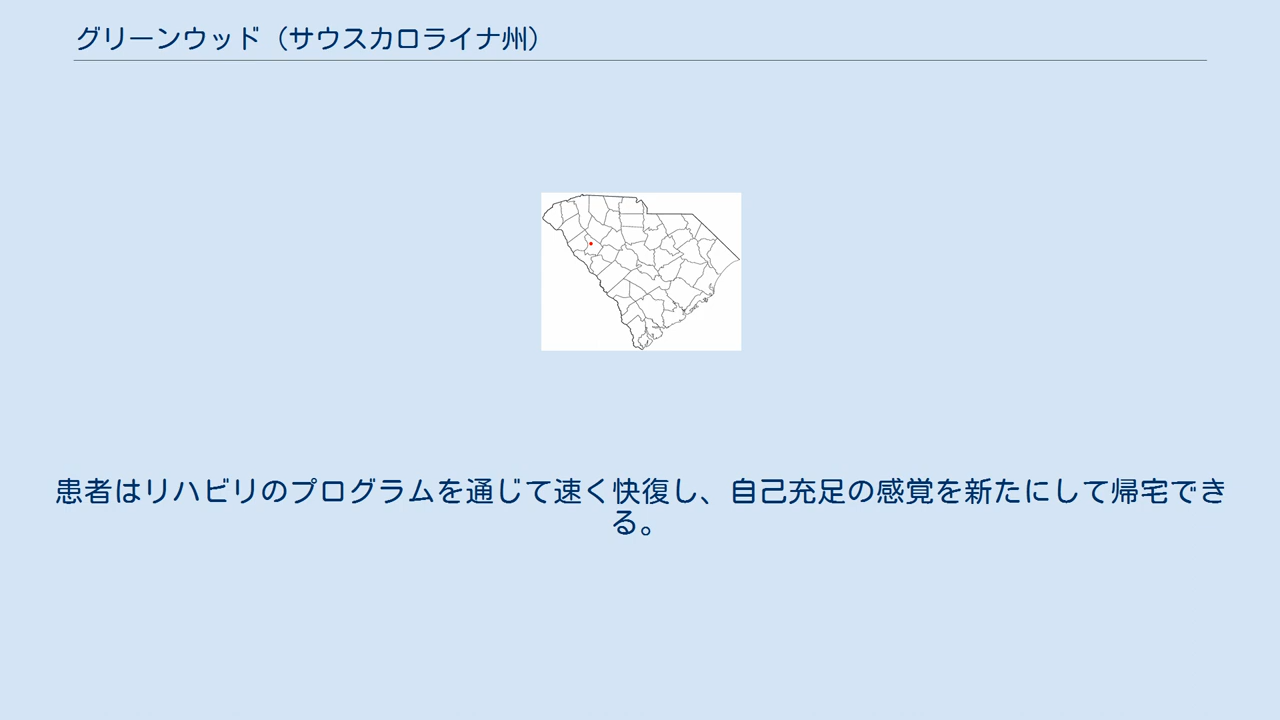 グリーンウッド（サウスカロライナ州）
患者はリハビリのプログラムを通じて速く快復し、自己充足の感覚を新たにして帰宅でき
る。